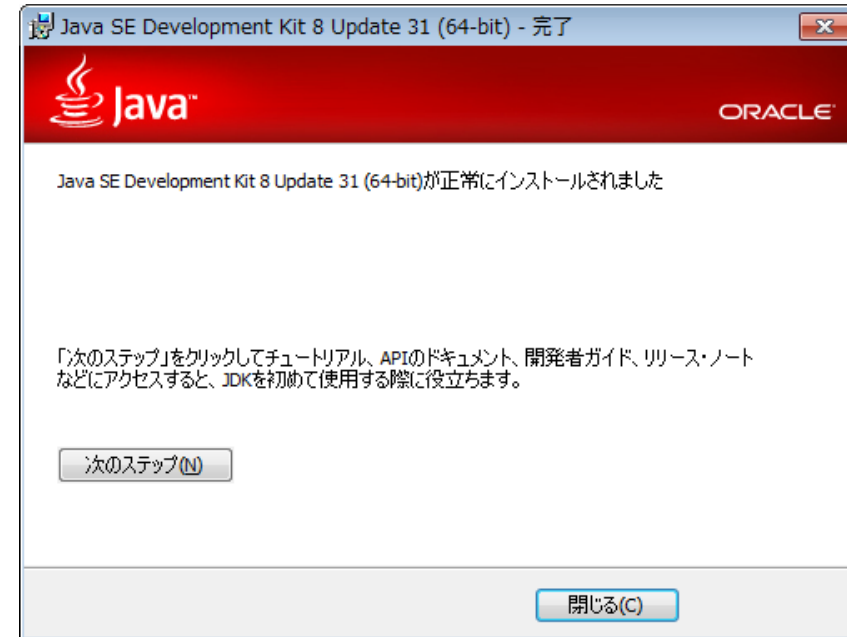 Java SE Development Kit 8 Update 31 (64-bit) - 完了
Java™
ORACLE
Java SE Development Kit 8 Update 31 (64-bit)が正常にインストールされました
「次のステップ」をクリックしてチュートリアル、APIのドキュメント、開発者ガイド、リリース・ノート
などにアクセスすると、JDKを初めて使用する際に役立ちます。
次のステップ(N)
閉じる(C)